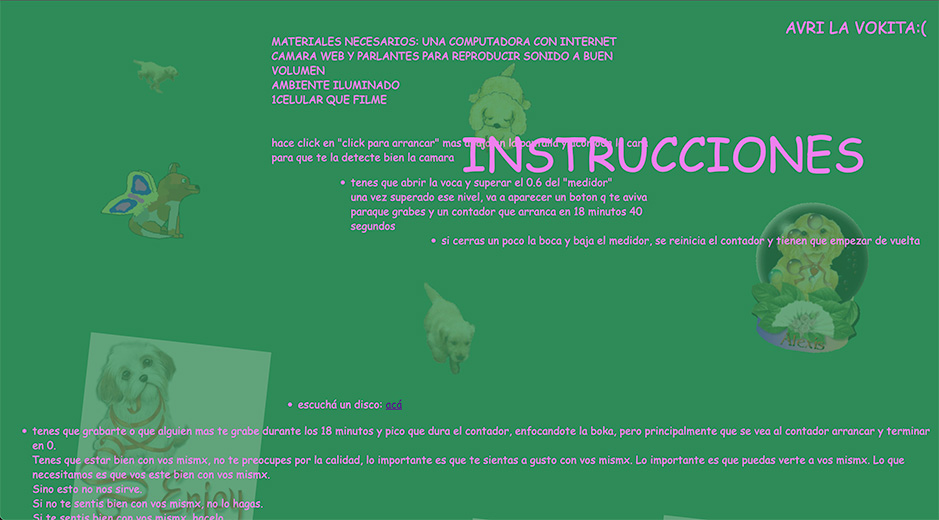 AVRI LA VOKITA:(
MATERIALES NECESARIOS: UNA COMPUTADORA CON INTERNET
CAMARA WEB Y PARLANTES PARA REPRODUCIR SONIDO A BUEN
VOLUMEN
AMBIENTE ILUMINADO
1CELULAR QUE FILME
hace click en "click para arrancar" mas abajo en la pantalla y acomoda la cara
para que te la detecte bien la camara
INSTRUCCIONES
tenes que abrir la voca y superar el 0,6 del "medidor"
una vez superado ese nivel, va a aparecer un boton q te aviva
paraque grabes y un contador que arranca en 18 minutos 40
segundos
si cerras un poco la boca y baja el medidor, se reinicia el contador y tienen que empezar de vuelta
Alexis
escuchá un disco: acá
tenes que grabarte o que alguien mas te grabe durante los 18 minutos y pico que dura el contador, enfocandote la boka, pero principalmente que se vea al contador arrancar y terminar
en 0.
Tenes que estar bien con vos mismx, no te preocupes por la calidad, lo importante es que te sientas a gusto con vos mismx. Lo importante es que puedas verte a vos mismx. Lo que
necesitamos es que vos este bien con vos mismx.
Sino esto no nos sirve.
Si no te sentis bien con vos mismx, no lo hagas.
Si te sentis bien con vos mismx, hacelo
Enjoy